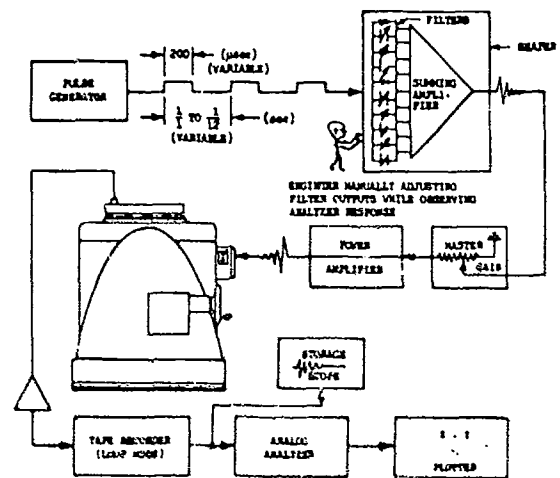 PULSE
GENERATOR
200
(μsec)
(VARIABLE)
1/1 TO 1/12
(VARIABLE)
(sec)
FILTERS
SHAPER
SUMMING
AMPLI-
FIER
ENGINEER MANUALLY ADJUSTING
FILTER OUTPUTS WHILE OBSERVING
ANALYZER RESPONSE
POWER
AMPLIFIER
MASTER
GAIN
STORAGE
SCOPE
TAPE RECORDER
(LOOP MODE)
ANALOG
ANALYZER
PLOTTER